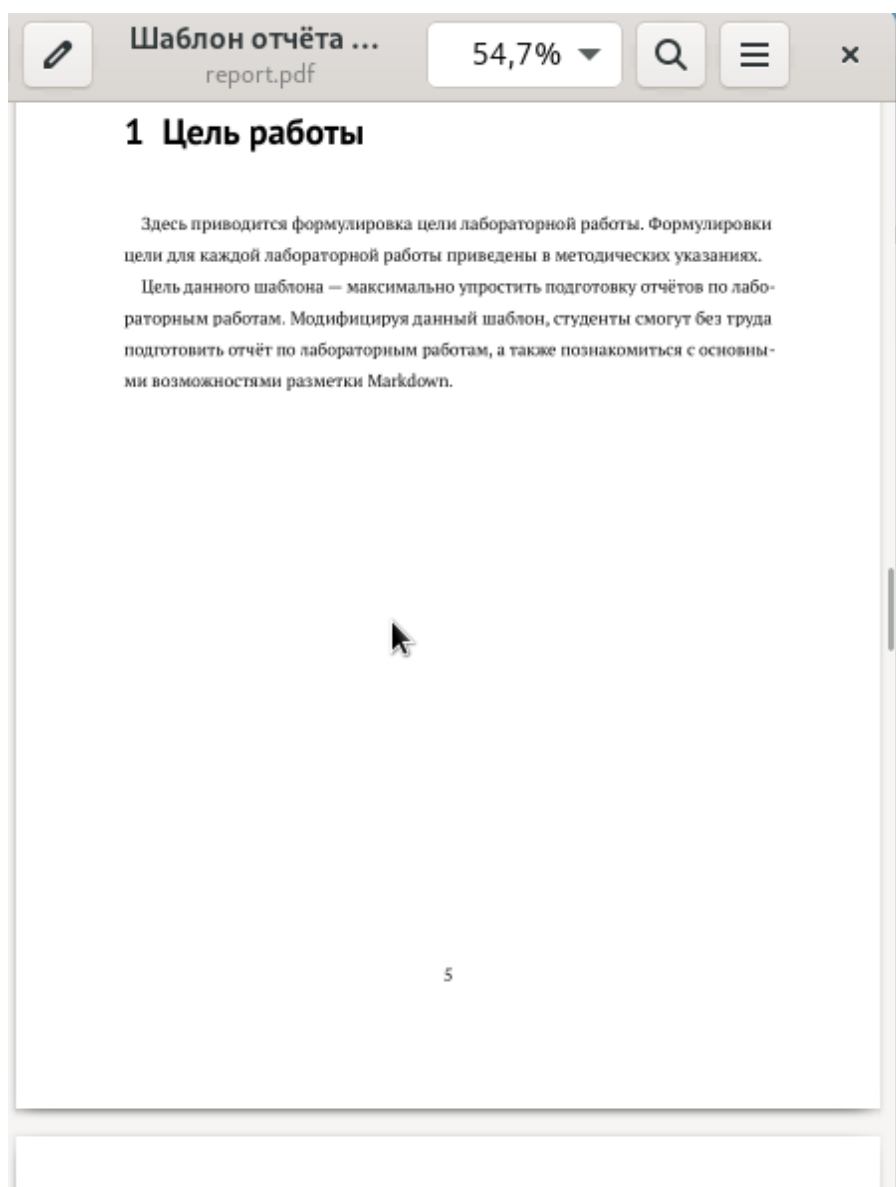 Шаблон отчёта ...
report.pdf
54,7%
1 Цель работы
Здесь приводится формулировка цели лабораторной работы. Формулировки
цели для каждой лабораторной работы приведены в методических указаниях.
Цель данного шаблона — максимально упростить подготовку отчётов по лабо-
раторным работам. Модифицируя данный шаблон, студенты смогут без труда
подготовить отчёт по лабораторным работам, а также познакомиться с основны-
ми возможностями разметки Markdown.
5